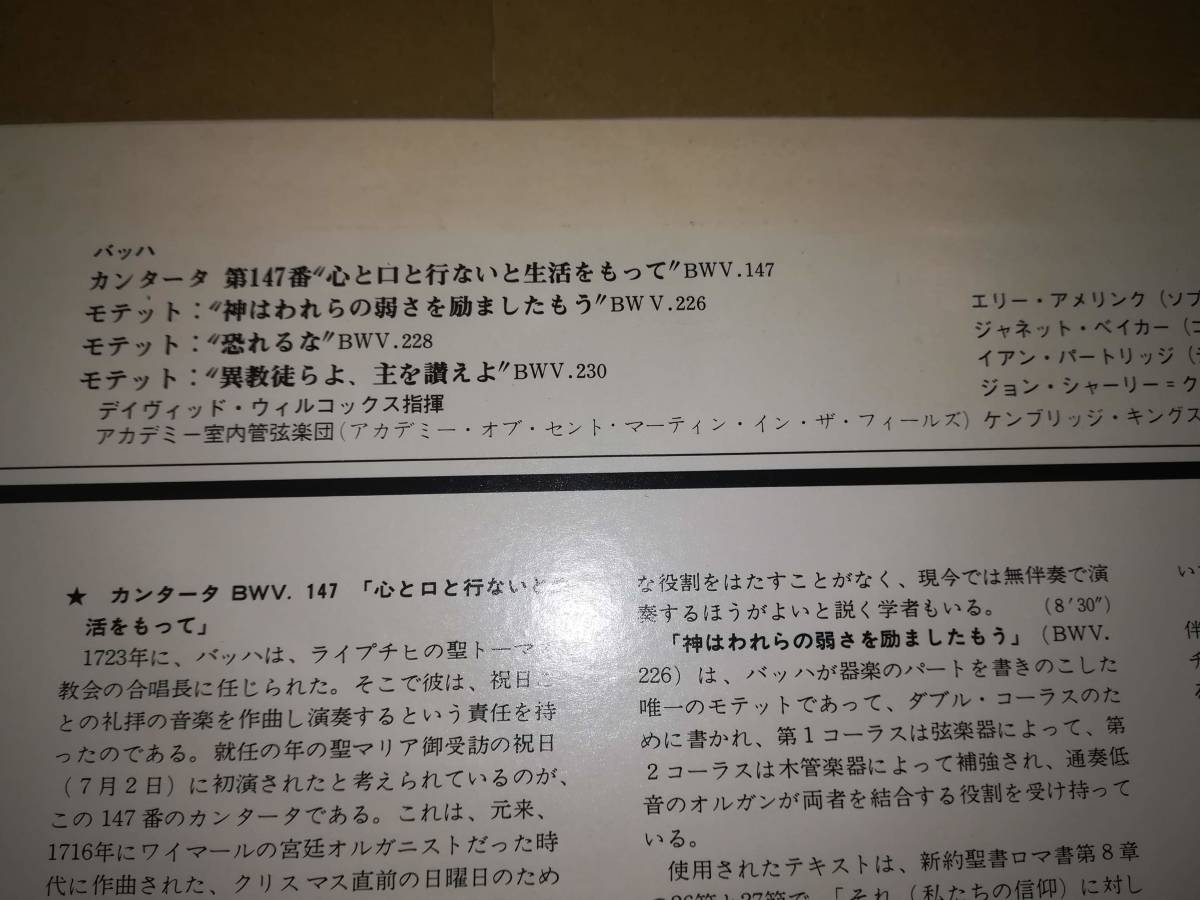 バッハ
カンタータ 第147番“心と口と行ないと生活をもって”BWV.147
モテット:“神はわれらの弱さを励ましたもう”BWV.226
モテット:“恐れるな”BWV.228
モテット:“異教徒らよ、主を讃えよ”BWV.230
デイヴィッド・ウィルコックス指揮
アカデミー室内管弦楽団(アカデミー・オブ・セント・マーティン・イン・ザ・フィールズ)
エリー・アメリンク(ソプ
ジャネット・ベイカー(コ
イアン・パートリッジ(テ
ジョン・シャーリー=ク
ケンブリッジ・キングス
★ カンタータ BWV. 147 「心と口と行ないと
活をもって」
1723年に、バッハは、ライプチヒの聖トーマ
教会の合唱長に任じられた。そこで彼は、祝日ご
との礼拝の音楽を作曲し演奏するという責任を持
ったのである。就任の年の聖マリア御受訪の祝日
(7月2日)に初演されたと考えられているのが、
この147番のカンタータである。これは、元来、
1716年にワイマールの宮廷オルガニストだった時
代に作曲された、クリスマス直前の日曜日のため
な役割をはたすことがなく、現今では無伴奏で演
奏するほうがよいと説く学者もいる。 (8′30″)
「神はわれらの弱さを励ましたもう」(BWV.
226)は、バッハが器楽のパートを書きのこした
唯一のモテットであって、ダブル・コーラスのた
めに書かれ、第1コーラスは弦楽器によって、第
2コーラスは木管楽器によって補強され、通奏低
音のオルガンが両者を結合する役割を受け持って
いる。
使用されたテキストは、新約聖書ロマ書第8章
の26節と27節で、「それ(私たちの信仰)に対し
い
伴